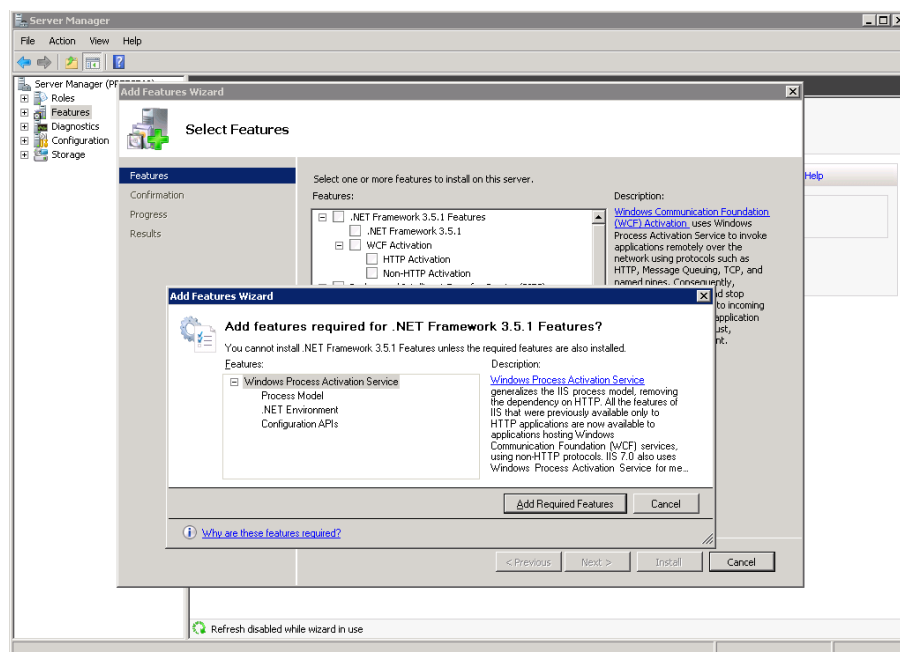 Server Manager
File Action View Help
Server Manager
Roles
Features
Diagnostics
Configuration
Storage
Help
Add Features Wizard
Select Features
Features
Confirmation
Progress
Results
Select one or more features to install on this server.
Features:
.NET Framework 3.5.1 Features
.NET Framework 3.5.1
WCF Activation
HTTP Activation
Non-HTTP Activation
Description:
Windows Communication Foundation
(WCF) Activation uses Windows
Process Activation Service to invoke
applications remotely over the
network using protocols such as
HTTP, Message Queuing, TCP, and
named pipes. Consequently,
stop
to incoming
application
Add Features Wizard
Add features required for .NET Framework 3.5.1 Features?
You cannot install .NET Framework 3.5.1 Features unless the required features are also installed.
Features:
Windows Process Activation Service
Process Model
.NET Environment
Configuration APIs
Description:
Windows Process Activation Service
generalizes the IIS process model, removing
the dependency on HTTP. All the features of
IIS that were previously available only to
HTTP applications are now available to
applications hosting Windows
Communication Foundation (WCF) services,
using non-HTTP protocols. IIS 7.0 also uses
Windows Process Activation Service for me...
Add Required Features Cancel
Why are these features required?
< Previous Next > Install Cancel
Refresh disabled while wizard in use